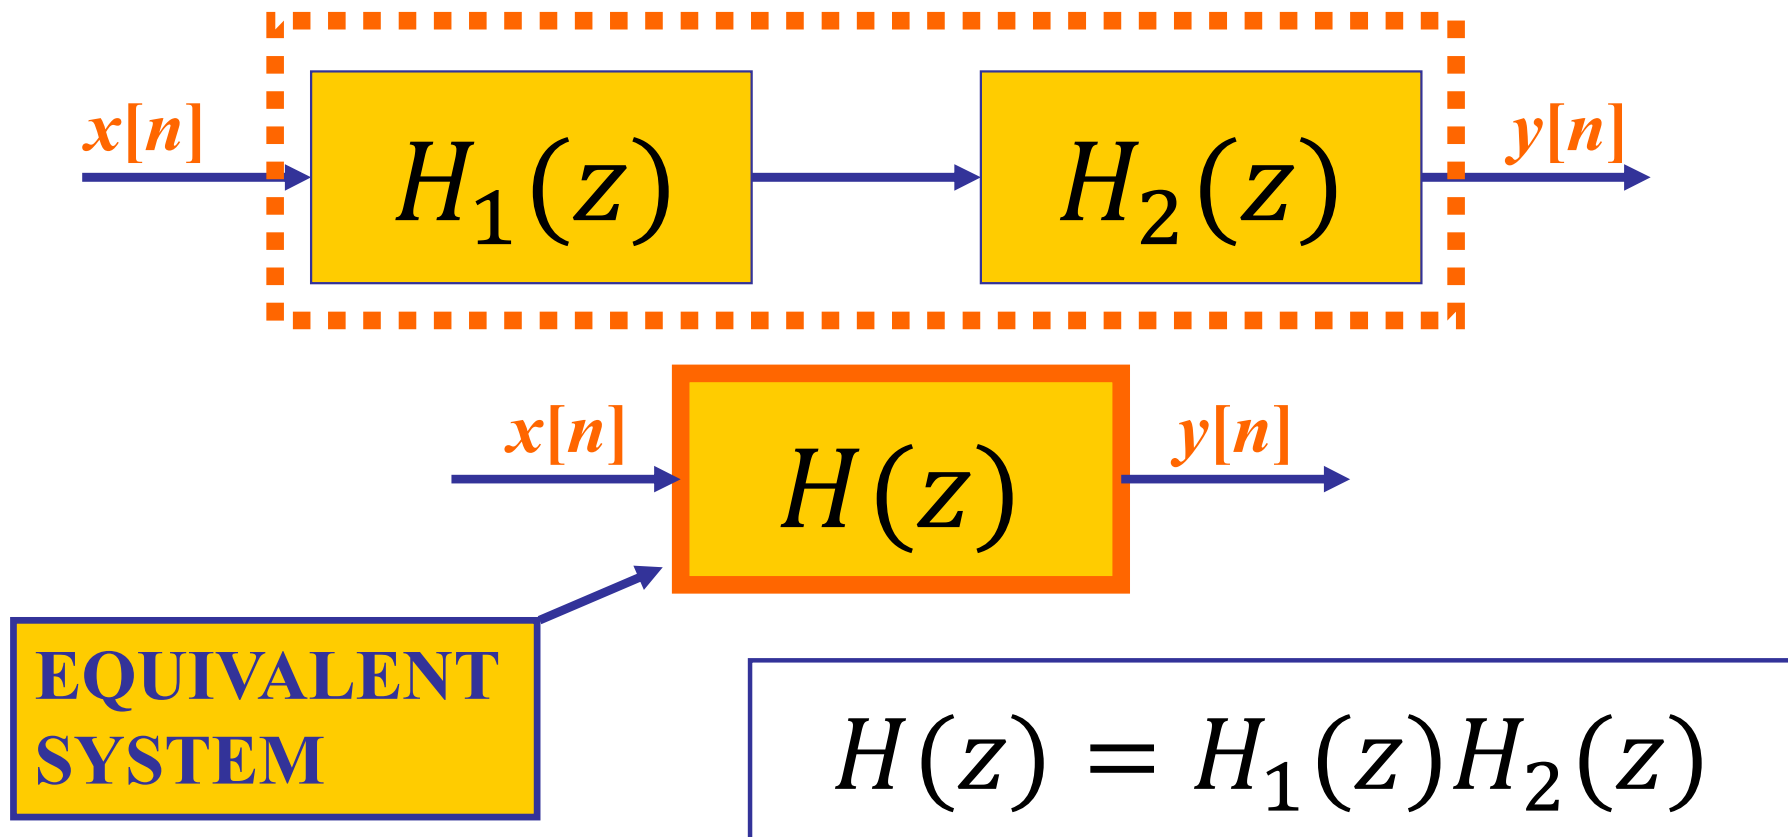 x[n]
H₁(z)
H₂(z)
y[n]
x[n]
H(z)
y[n]
EQUIVALENT
SYSTEM
H(z) = H₁(z)H₂(z)